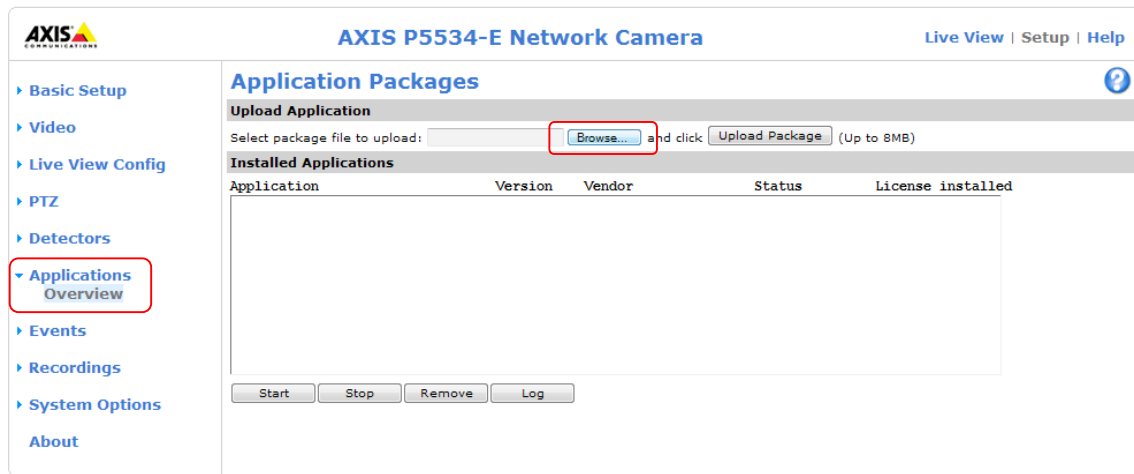 AXIS
COMMUNICATIONS
AXIS P5534-E Network Camera
Live View | Setup | Help
Basic Setup
Video
Live View Config
PTZ
Detectors
Applications
Overview
Events
Recordings
System Options
About
Application Packages
Upload Application
Select package file to upload: Browse... and click Upload Package (Up to 8MB)
Installed Applications
Application Version Vendor Status License installed
Start Stop Remove Log